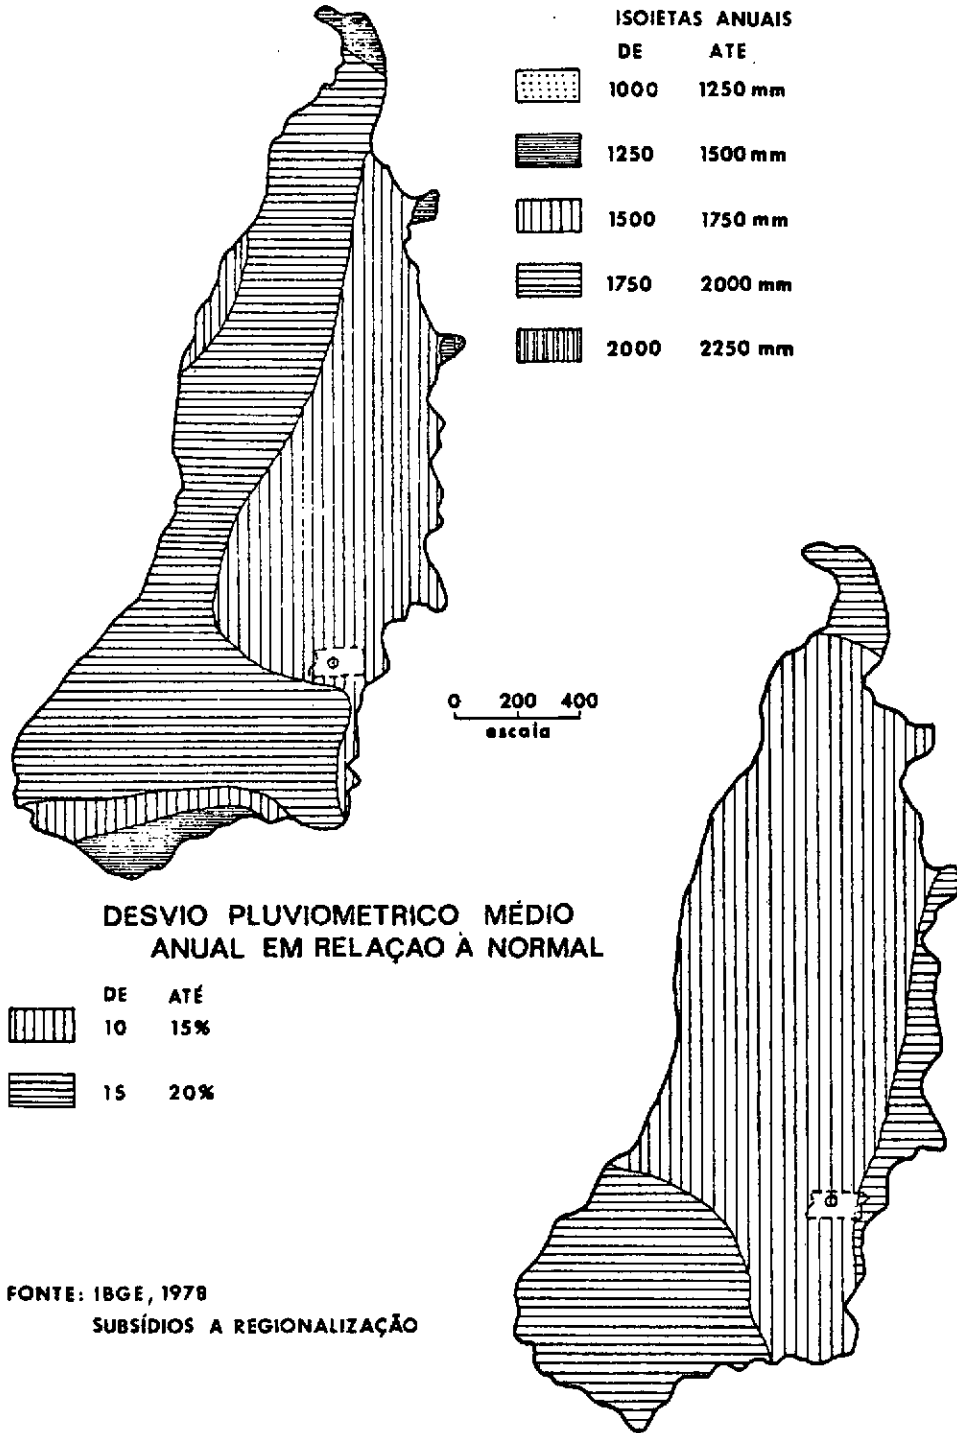 ISOIETAS ANUAIS
DE ATE
1000 1250 mm
1250 1500 mm
1500 1750 mm
1750 2000 mm
2000 2250 mm
0 200 400
escala
DESVIO PLUVIOMETRICO MÉDIO
ANUAL EM RELAÇAO À NORMAL
DE ATÉ
10 15%
15 20%
FONTE: IBGE, 1978
SUBSÍDIOS A REGIONALIZAÇÃO